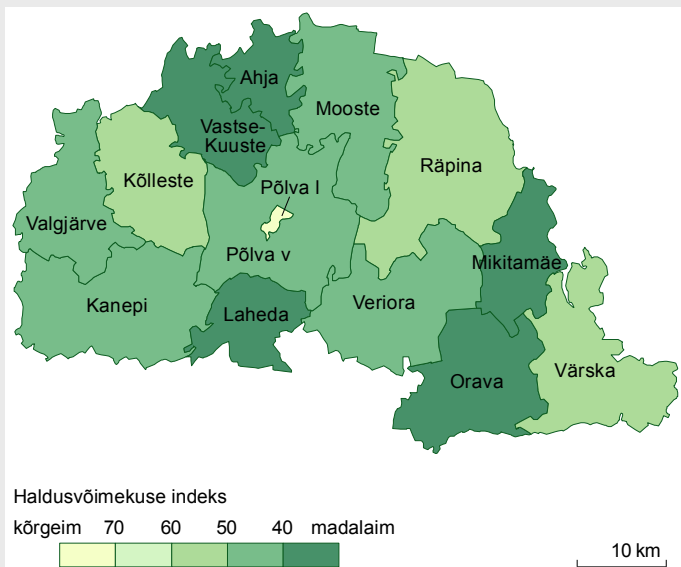 Ahja
Mooste
Vastse-
Kuuste
Räpina
Kõlleste
Põlva l
Valgjärve
Põlva v
Mikitamäe
Kanepi
Laheda
Veriora
Värska
Orava
Haldusvõimekuse indeks
kõrgeim 70 60 50 40 madalaim
10 km